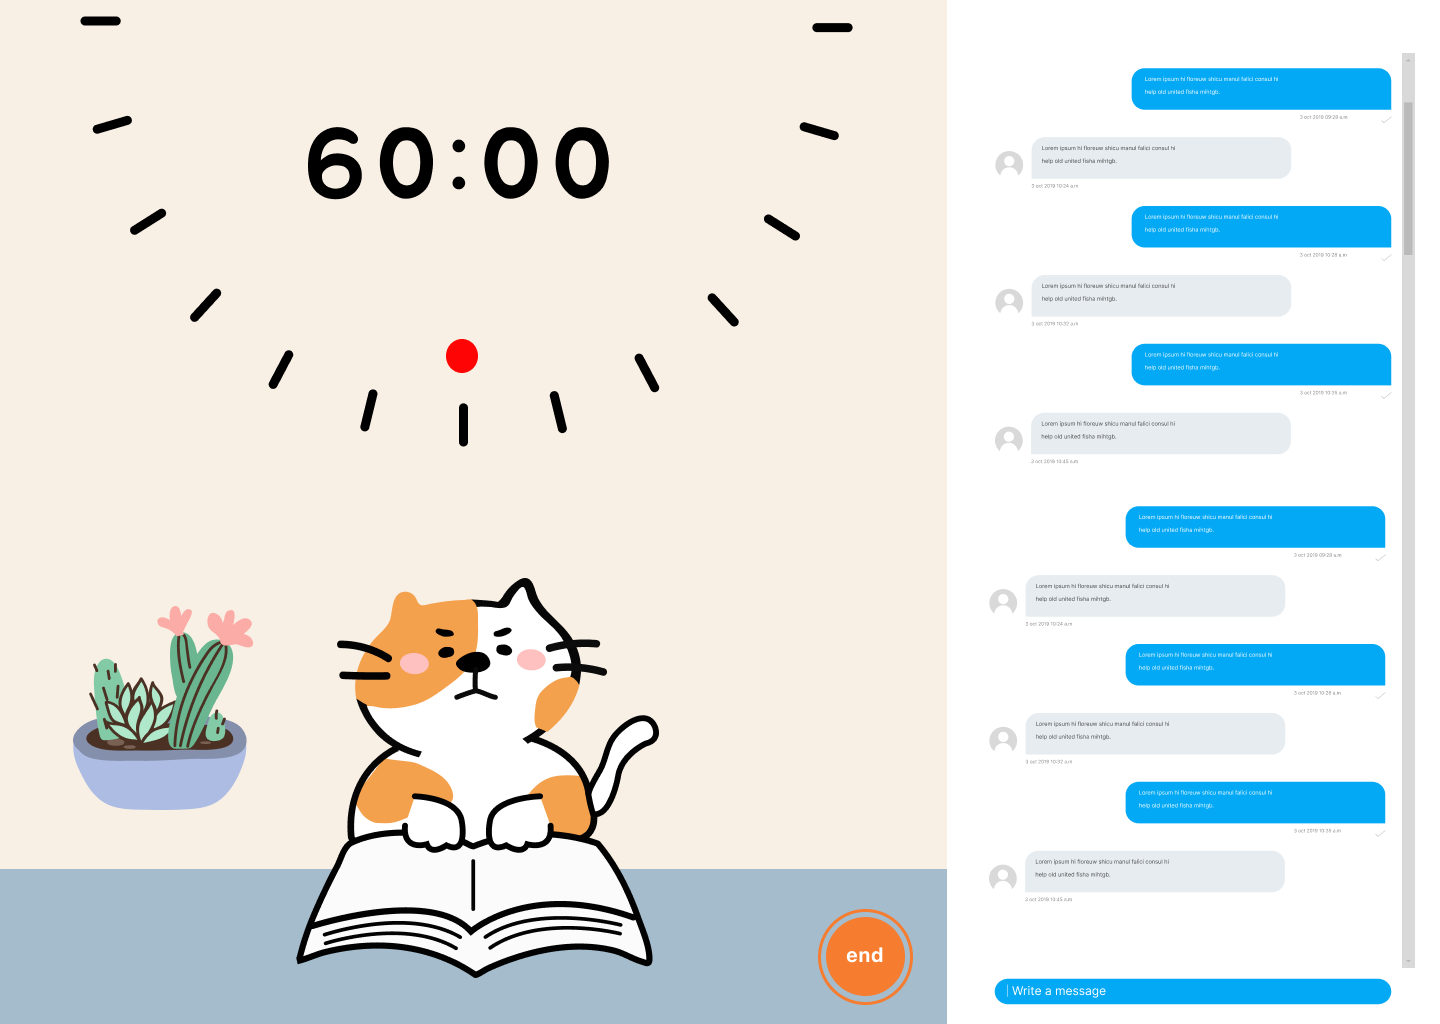 60:00
end
Lorem ipsum hi floreuw shicu manul falici consul hi
help old united fisha mihtgb.
3 oct 2019 09:20 a.m
Lorem ipsum hi floreuw shicu manul falici consul hi
help old united fisha mihtgb.
3 oct 2019 10:24 a.m
Lorem ipsum hi floreuw shicu manul falici consul hi
help old united fisha mihtgb.
3 oct 2019 10:28 a.m
Lorem ipsum hi floreuw shicu manul falici consul hi
help old united fisha mihtgb.
3 oct 2019 10:32 a.m
Lorem ipsum hi floreuw shicu manul falici consul hi
help old united fisha mihtgb.
3 oct 2019 10:36 a.m
Lorem ipsum hi floreuw shicu manul falici consul hi
help old united fisha mihtgb.
3 oct 2019 10:45 a.m
Lorem ipsum hi floreuw shicu manul falici consul hi
help old united fisha mihtgb.
3 oct 2019 09:20 a.m
Lorem ipsum hi floreuw shicu manul falici consul hi
help old united fisha mihtgb.
3 oct 2019 10:24 a.m
Lorem ipsum hi floreuw shicu manul falici consul hi
help old united fisha mihtgb.
3 oct 2019 10:28 a.m
Lorem ipsum hi floreuw shicu manul falici consul hi
help old united fisha mihtgb.
3 oct 2019 10:32 a.m
Lorem ipsum hi floreuw shicu manul falici consul hi
help old united fisha mihtgb.
3 oct 2019 10:36 a.m
Lorem ipsum hi floreuw shicu manul falici consul hi
help old united fisha mihtgb.
3 oct 2019 10:45 a.m
Write a message